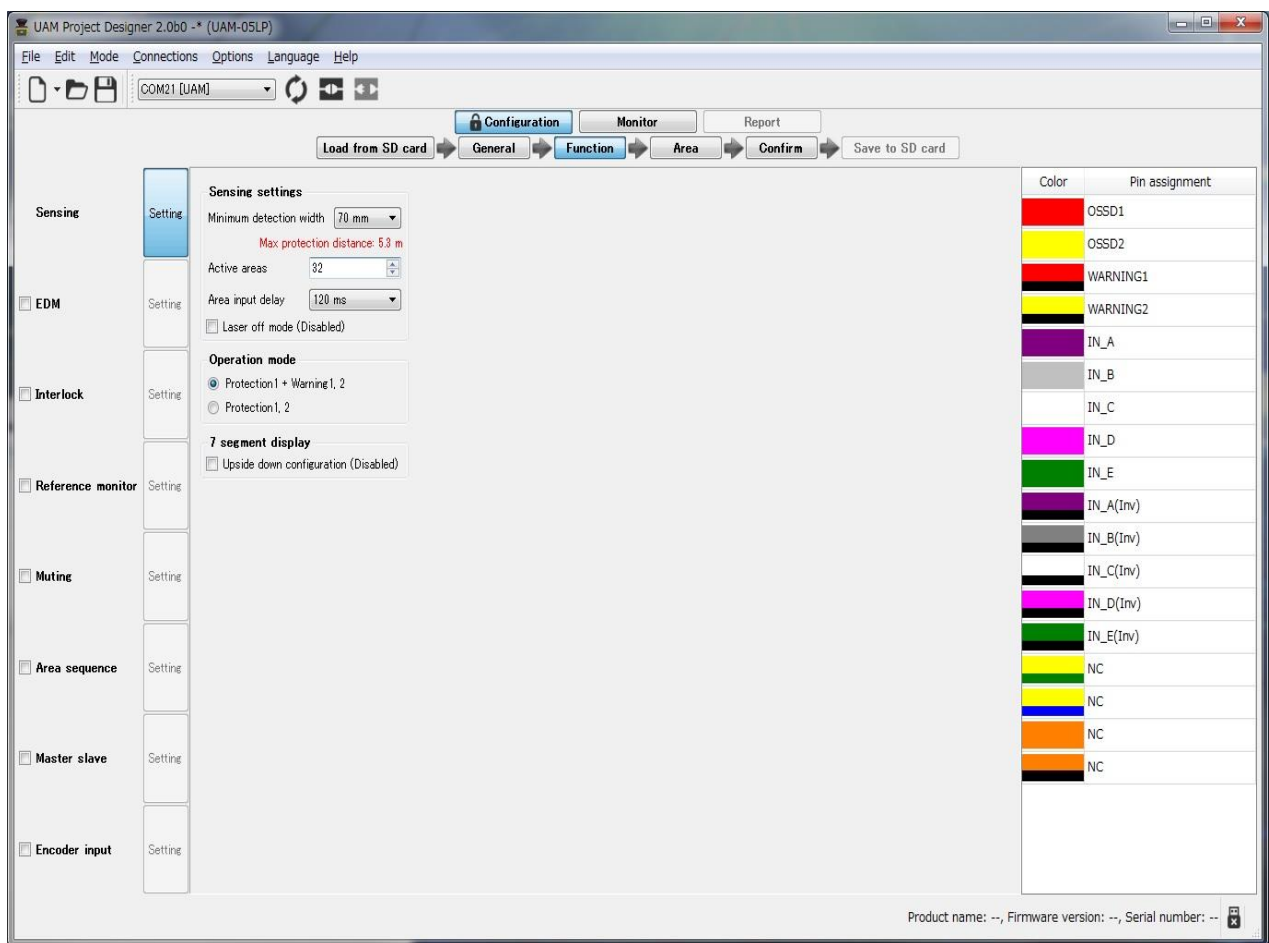 UAM Project Designer 2.0b0 -* (UAM-05LP)
File Edit Mode Connections Options Language Help
COM21 [UAM]
Configuration Monitor Report
Load from SD card General Function Area Confirm Save to SD card
Sensing Setting
EDM Setting
Interlock Setting
Reference monitor Setting
Muting Setting
Area sequence Setting
Master slave Setting
Encoder input Setting
Sensing settings
Minimum detection width 70 mm
Max protection distance: 5.3 m
Active areas 32
Area input delay 120 ms
Laser off mode (Disabled)
Operation mode
Protection1 + Warning1, 2
Protection1, 2
7 segment display
Upside down configuration (Disabled)
Color Pin assignment
OSSD1
OSSD2
WARNING1
WARNING2
IN_A
IN_B
IN_C
IN_D
IN_E
IN_A(Inv)
IN_B(Inv)
IN_C(Inv)
IN_D(Inv)
IN_E(Inv)
NC
NC
NC
NC
Product name: --, Firmware version: --, Serial number: --